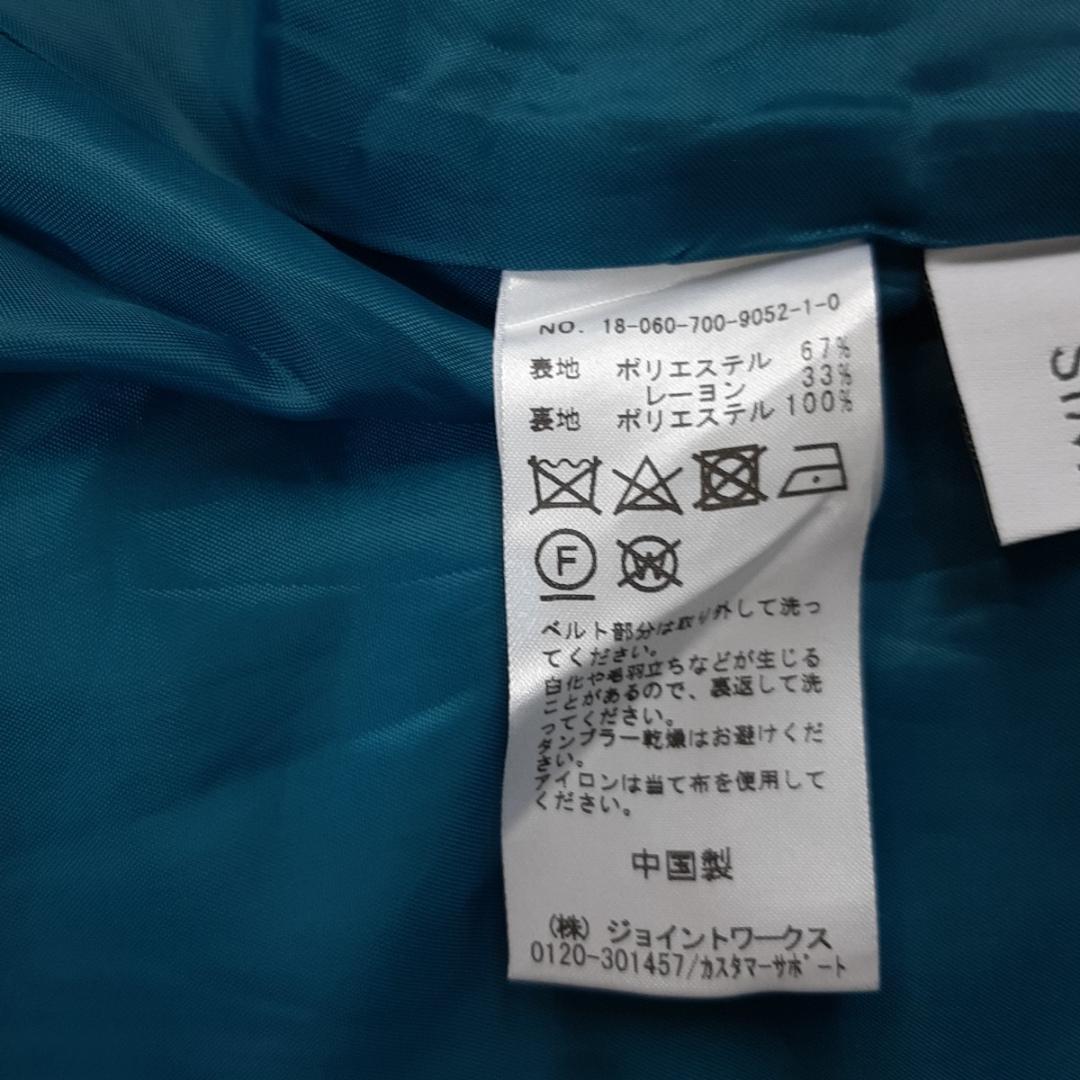 NO. 18-060-700-9052-1-0
表地 ポリエステル 67%
レーヨン 33%
裏地 ポリエステル 100%
F
W
ベルト部分は取り外して洗っ
てください。
白化や毛羽立ちなどが生じる
ことがあるので、裏返して洗
ってください。
タンブラー乾燥はお避けくだ
さい。
アイロンは当て布を使用して
ください。
中国製
(株) ジョイントワークス
0120-301457/カスタマーサポート